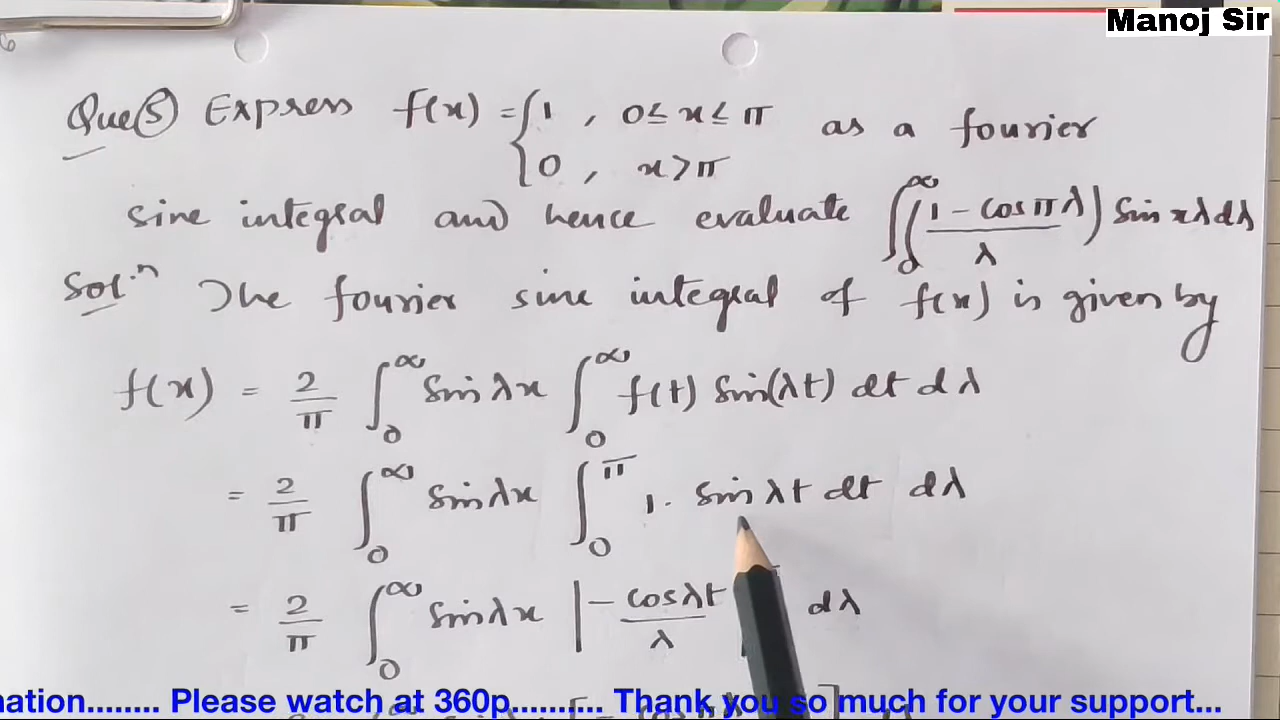 Manoj Sir
Que(5) Express f(x) = { 1 , 0 ≤ x ≤ π as a fourier
0 , x > π
sine integral and hence evaluate ∫₀^∞ ((1 - cos πλ)/λ) sin xλ dλ
Sol.ⁿ The fourier sine integral of f(x) is given by
f(x) = 2/π ∫₀^∞ sin λx ∫₀^∞ f(t) sin(λt) dt dλ
= 2/π ∫₀^∞ sin λx ∫₀^π 1. sin λt dt dλ
= 2/π ∫₀^∞ sin λx | - cos λt / λ | dλ
mation........ Please watch at 360p.......... Thank you so much for your support...